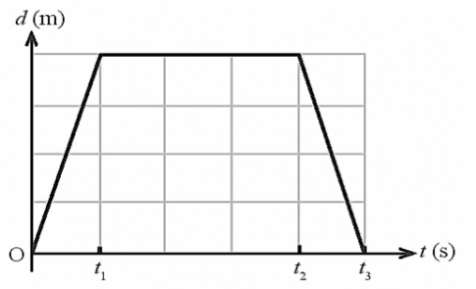 d (m)
O
t₁
t₂
t₃
t (s)